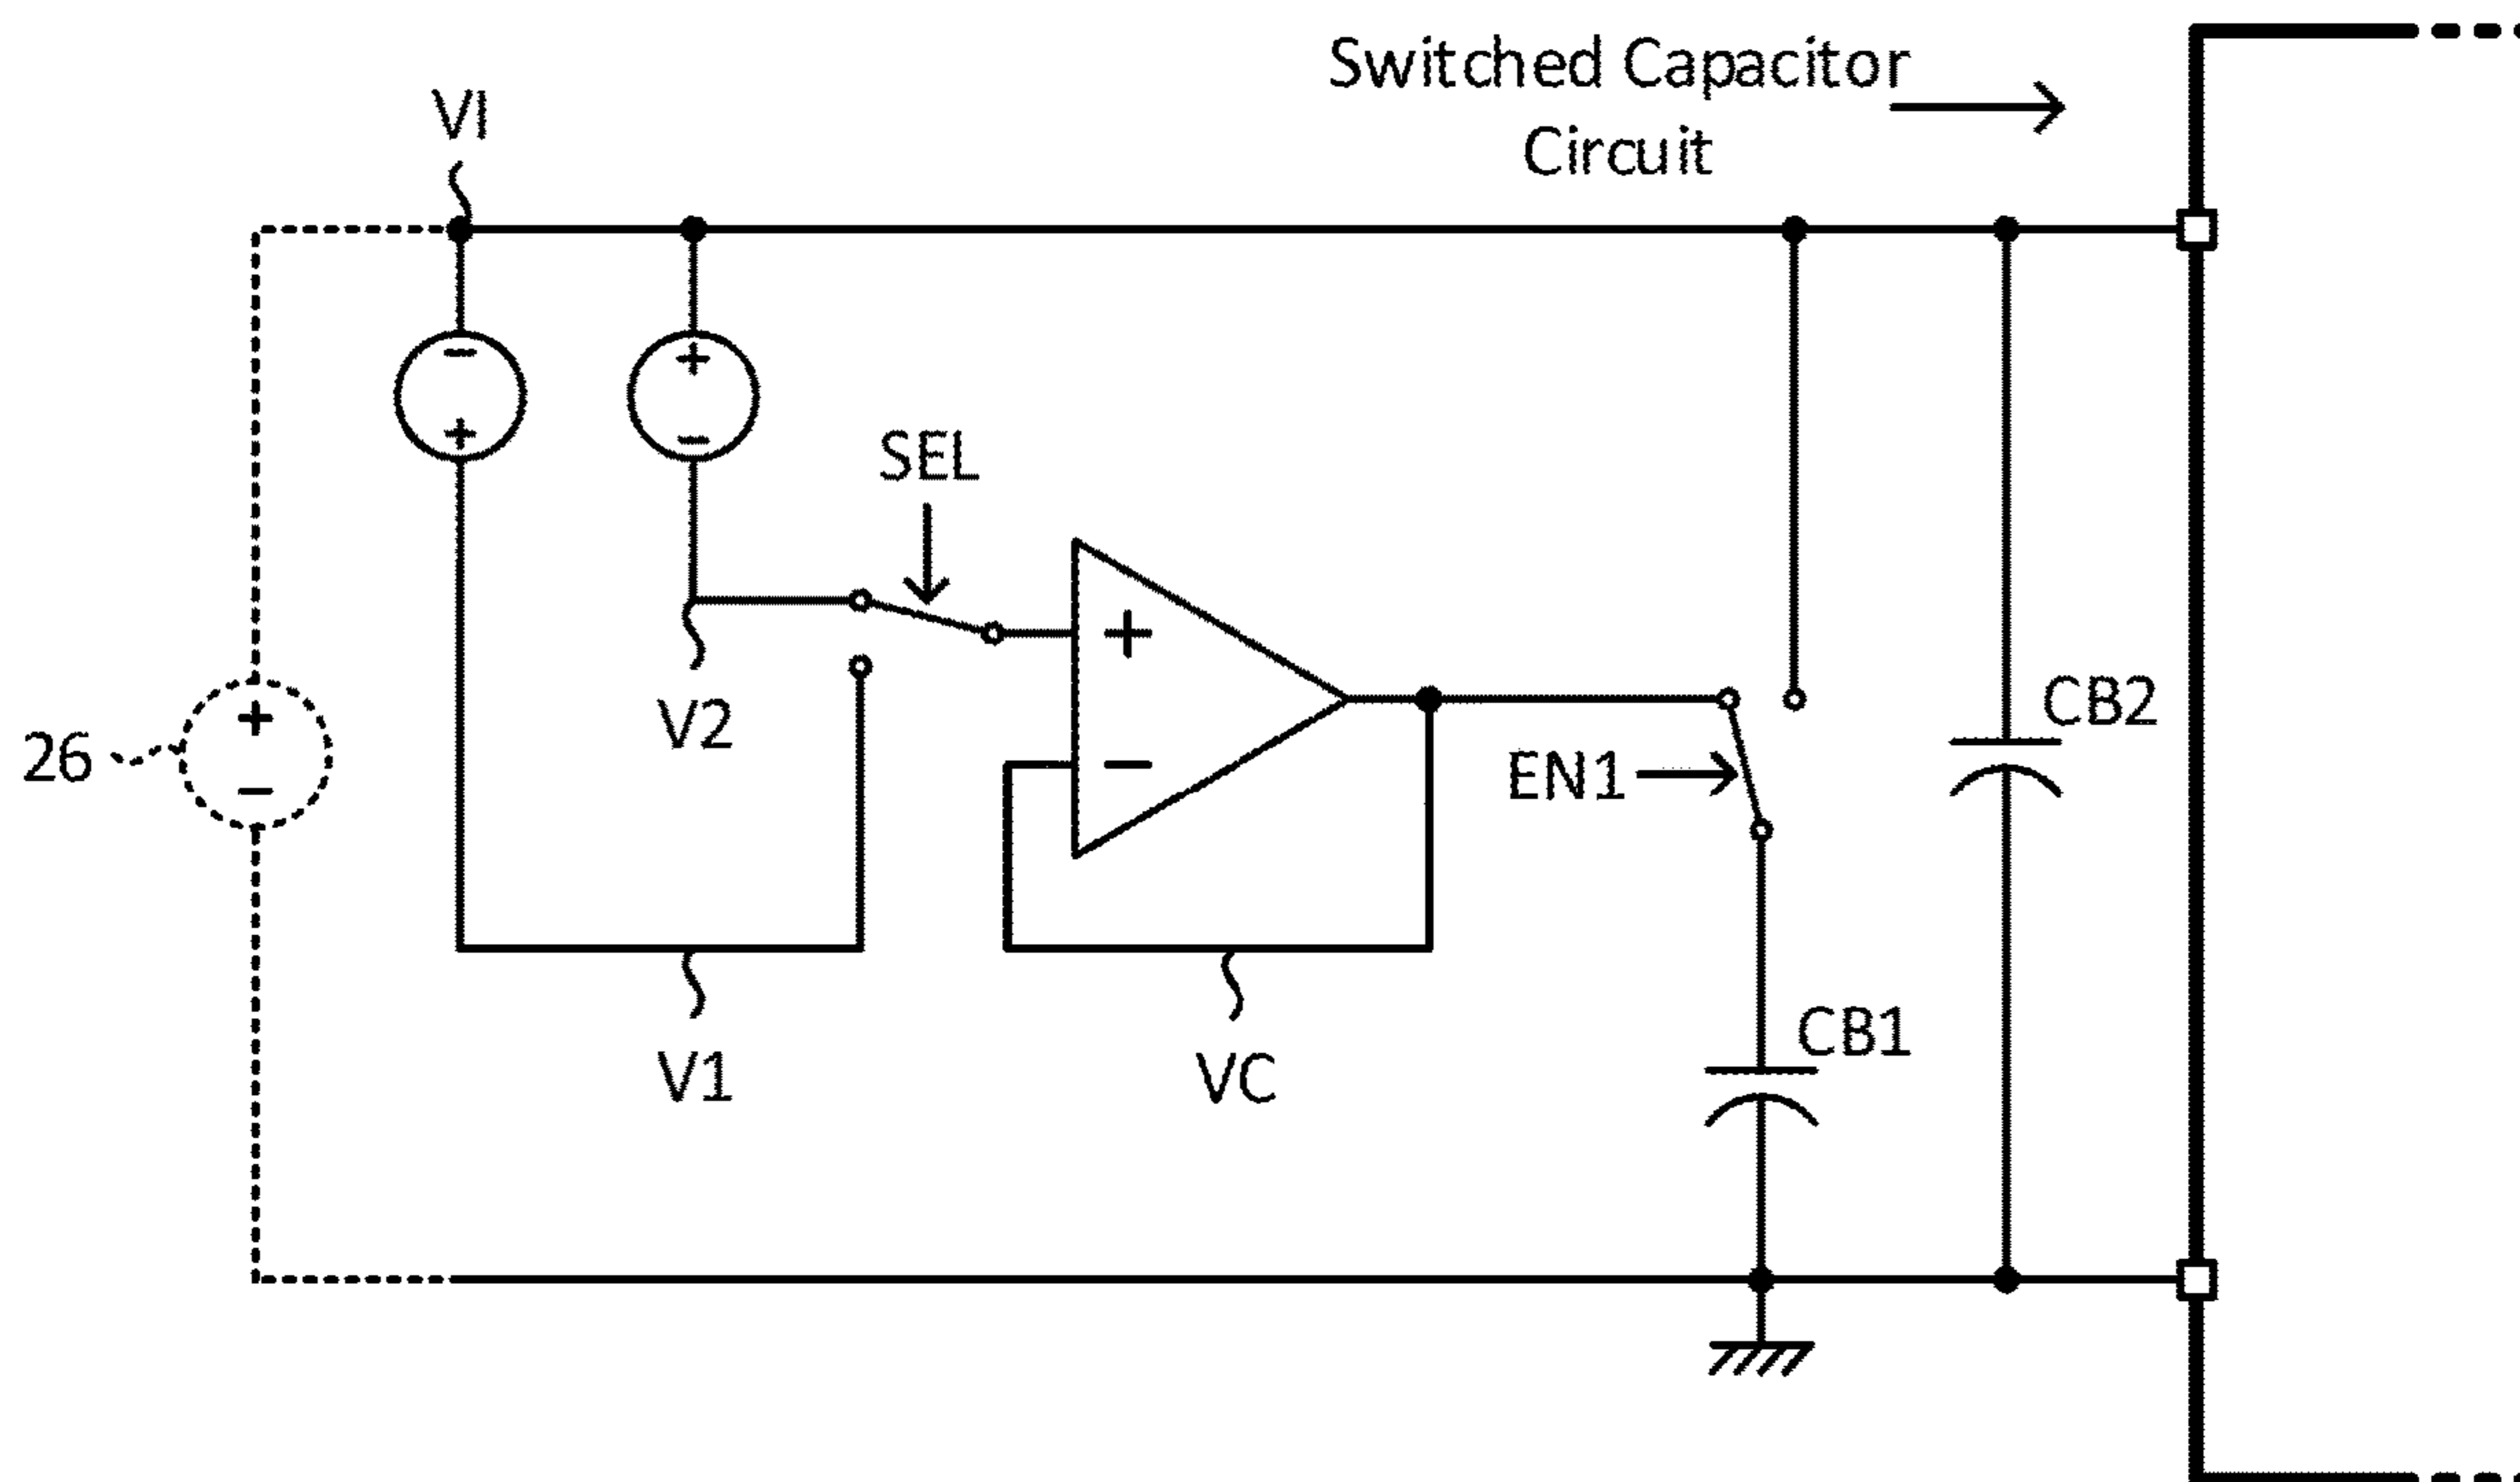 Switched Capacitor
Circuit
VI
SEL
+
−
V2
26
EN1
CB2
CB1
V1
VC